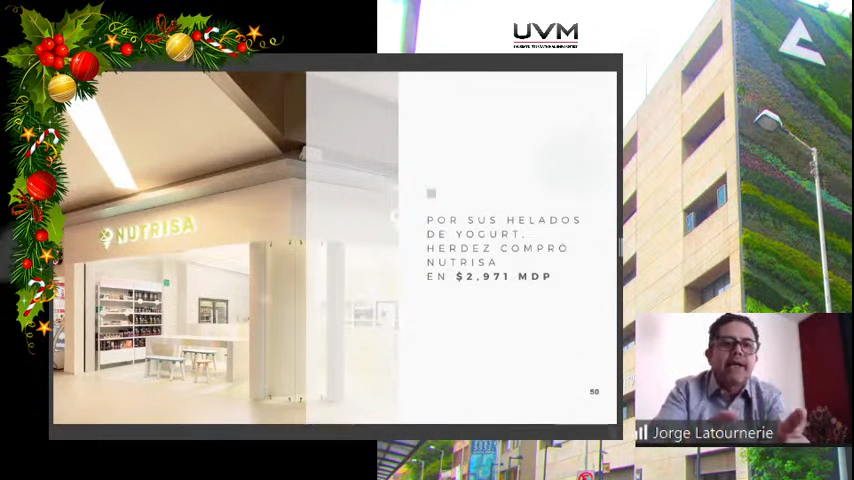 UVM
NUTRISA
POR SUS HELADOS
DE YOGURT,
HERDEZ COMPRÓ
NUTRISA
EN $2,971 MDP
50
Jorge Latournerie